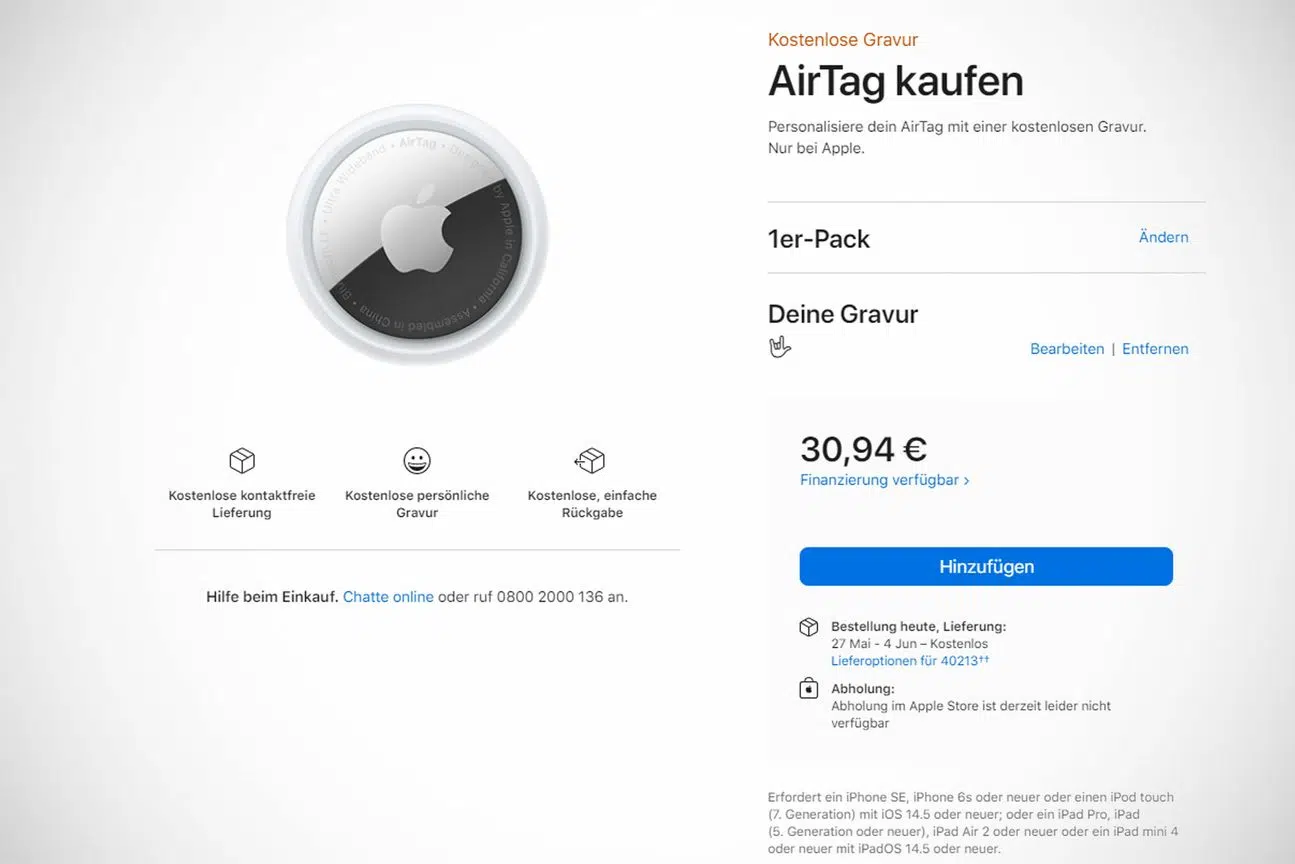 Kostenlose Gravur
AirTag kaufen
Personalisiere dein AirTag mit einer kostenlosen Gravur.
Nur bei Apple.
1er-Pack
Ändern
Deine Gravur
Bearbeiten | Entfernen
30,94 €
Finanzierung verfügbar ›
Hinzufügen
Bestellung heute, Lieferung:
27 Mai - 4 Jun – Kostenlos
Lieferoptionen für 40213††
Abholung:
Abholung im Apple Store ist derzeit leider nicht
verfügbar
Erfordert ein iPhone SE, iPhone 6s oder neuer oder einen iPod touch
(7. Generation) mit iOS 14.5 oder neuer; oder ein iPad Pro, iPad
(5. Generation oder neuer), iPad Air 2 oder neuer oder ein iPad mini 4
oder neuer mit iPadOS 14.5 oder neuer.
AirTag • by Apple in California • Assembled in China • Ultra Wideband •
Kostenlose kontaktfreie
Lieferung
Kostenlose persönliche
Gravur
Kostenlose, einfache
Rückgabe
Hilfe beim Einkauf. Chatte online oder ruf 0800 2000 136 an.